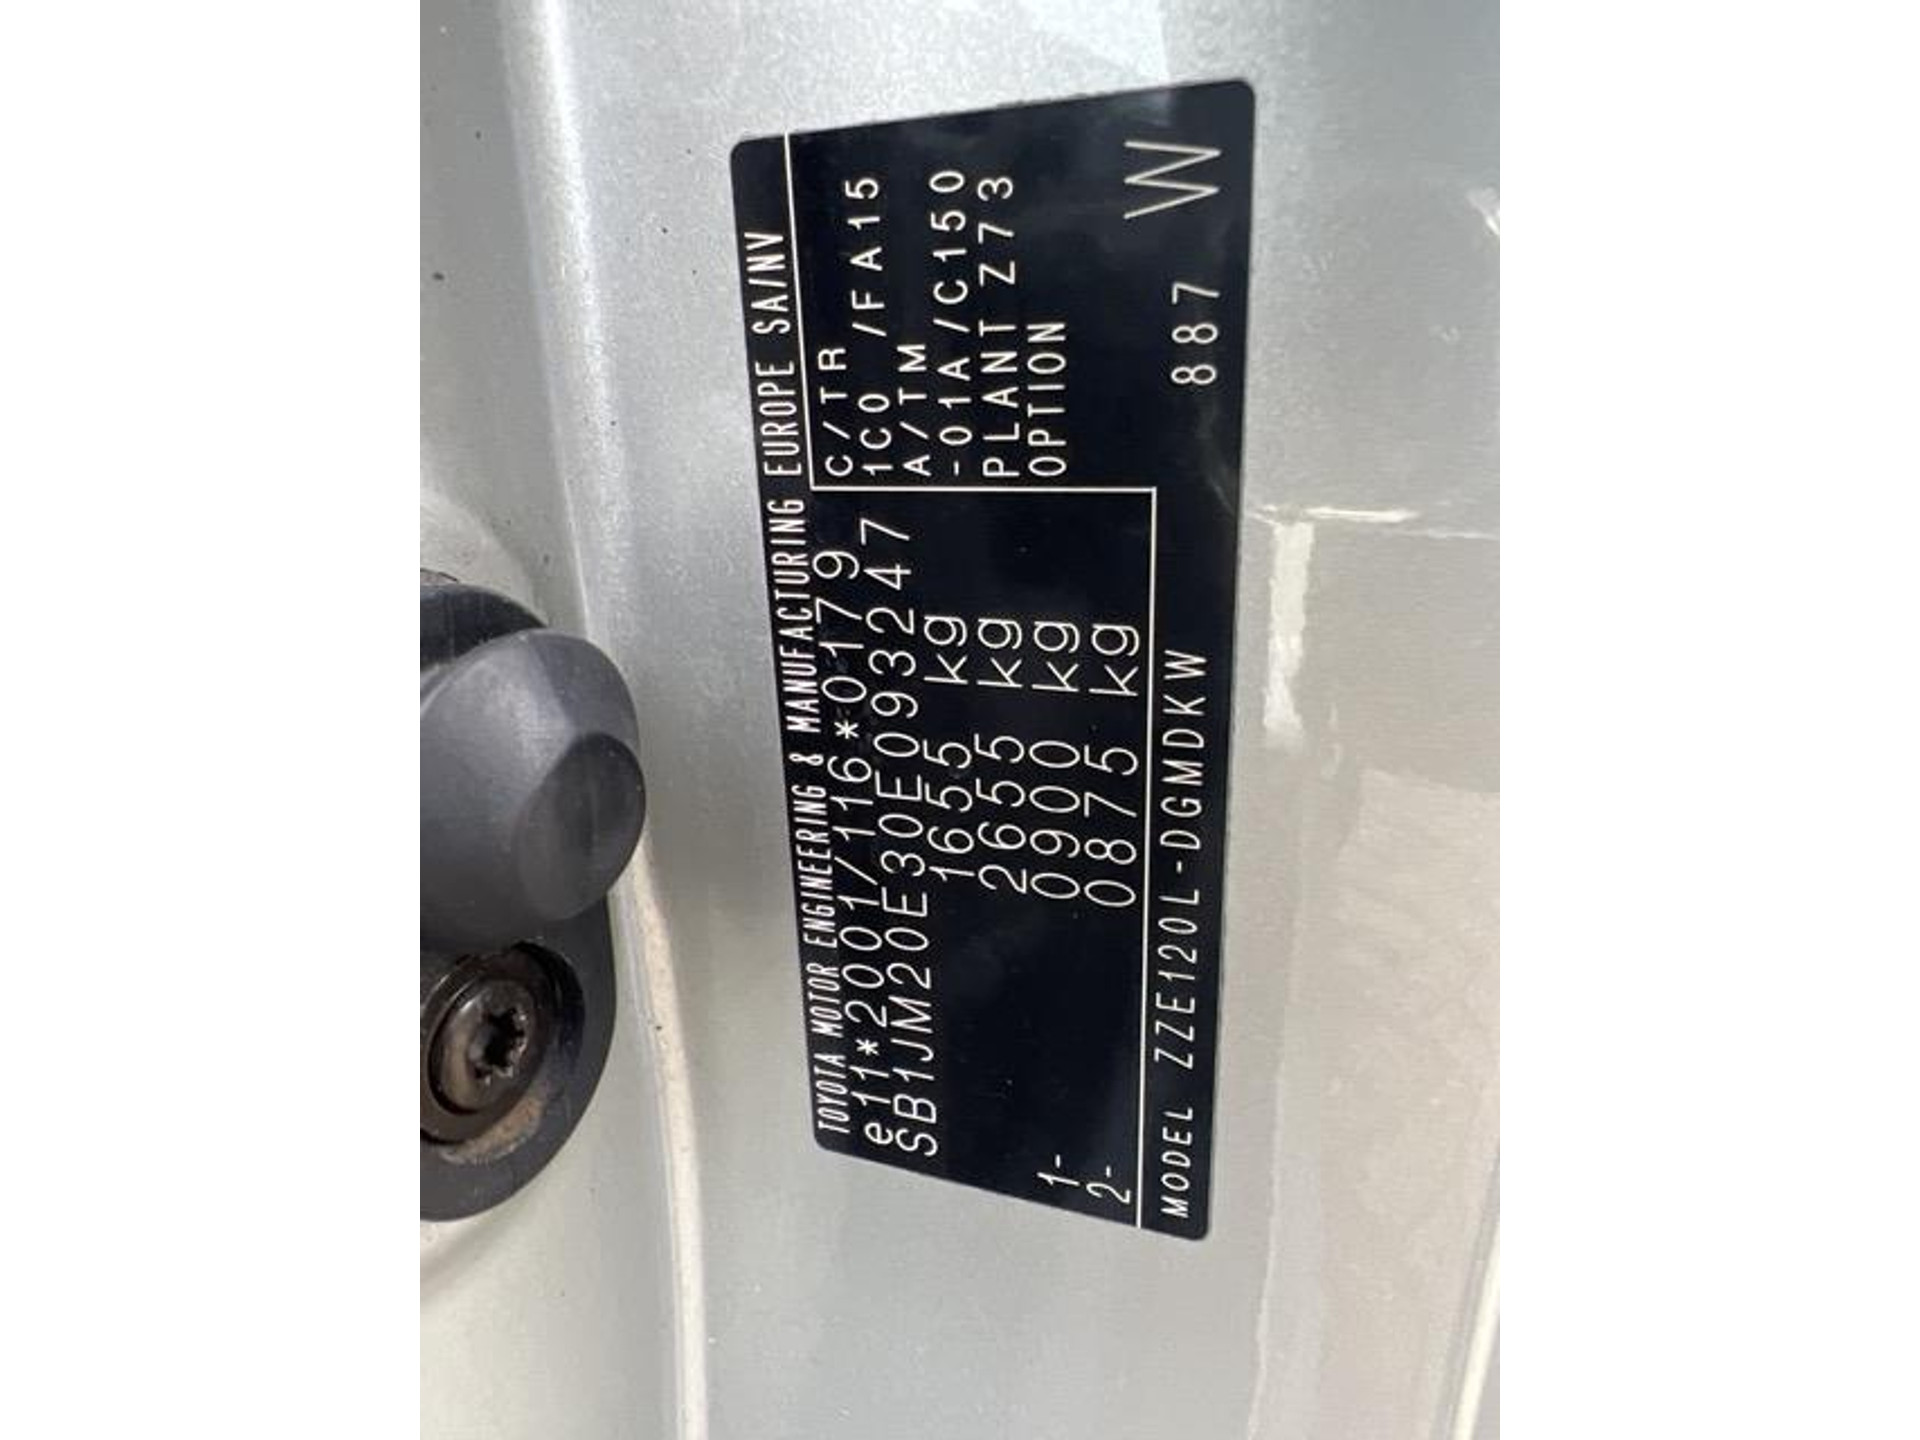 TOYOTA MOTOR ENGINEERING & MANUFACTURING EUROPE SA/NV
e11*2001/116*0179
SB1JM20E30E093247
1655 kg
2655 kg
1- 0900 kg
2- 0875 kg
C/TR
1C0 /FA15
A/TM
-01A/C150
PLANT Z73
OPTION
MODEL ZZE120L-DGMDKW 887 W